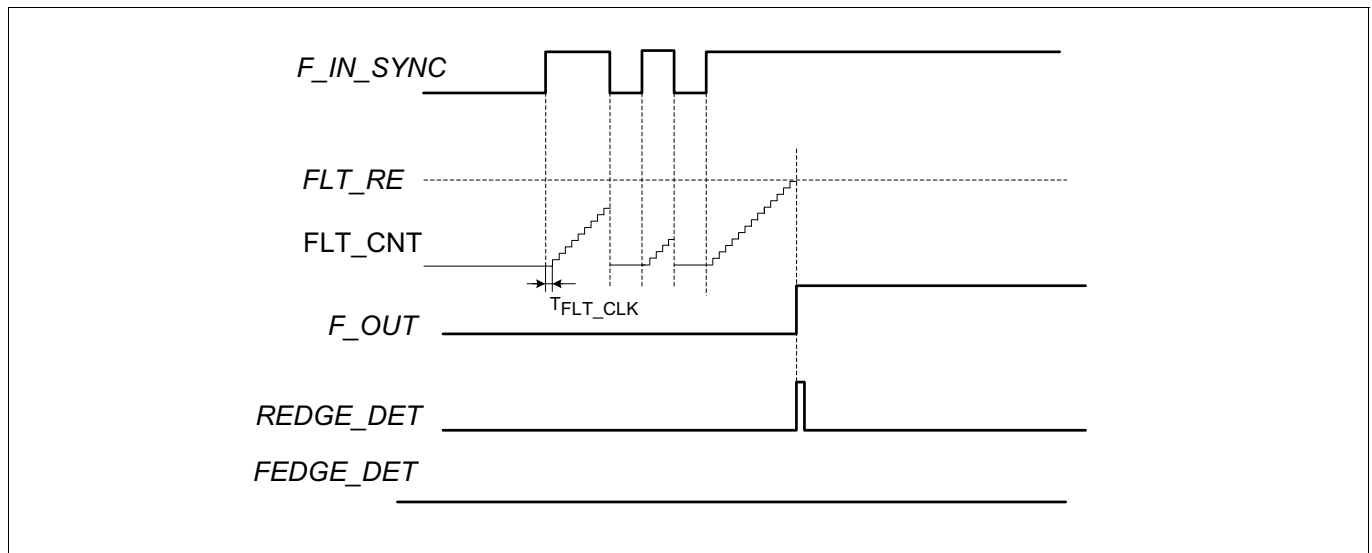 F_IN_SYNC
FLT_RE
FLT_CNT
TFLT_CLK
F_OUT
REDGE_DET
FEDGE_DET